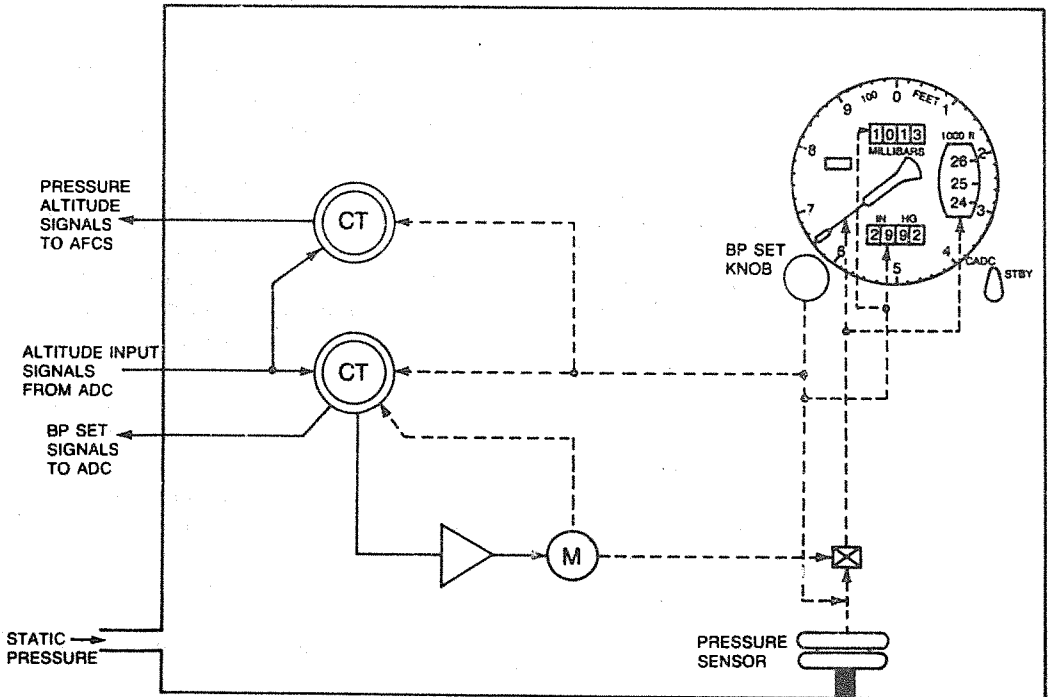 PRESSURE
ALTITUDE
SIGNALS
TO AFCS
CT
ALTITUDE INPUT
SIGNALS
FROM ADC
CT
BP SET
SIGNALS
TO ADC
M
STATIC
PRESSURE
PRESSURE
SENSOR
BP SET
KNOB
9 100 0 FEET 1
8
1013
MILLIBARS
1000 ft
2
26
25
24
7
3
IN HG
2992
6
5
4
CADC
STBY